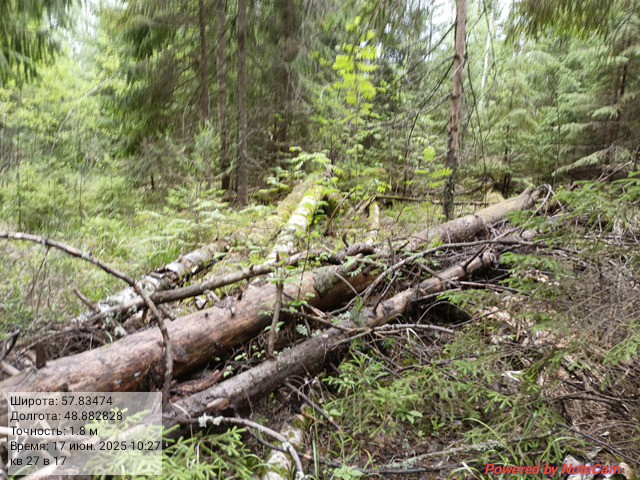 Широта: 57.83474
Долгота: 48.882828
Точность: 1.8 м
Время: 17 июн. 2025 10:27
кв 27 в 17
Powered by NoteCam